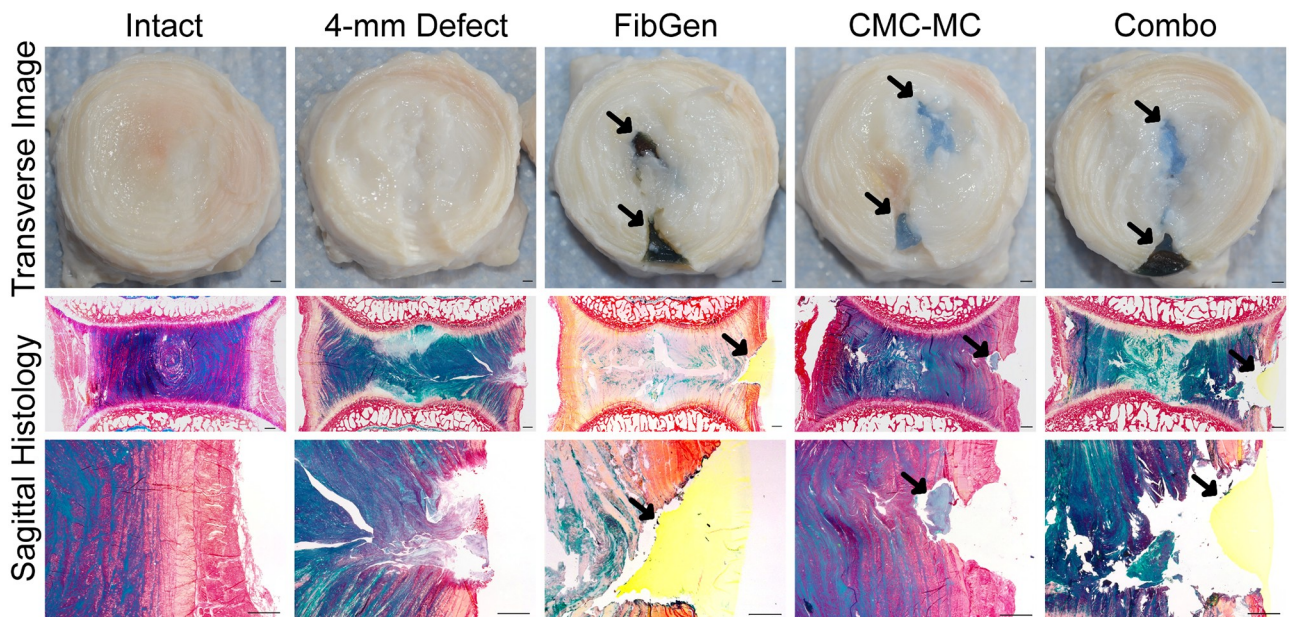 Intact 4-mm Defect FibGen CMC-MC Combo
Transverse Image
Sagittal Histology